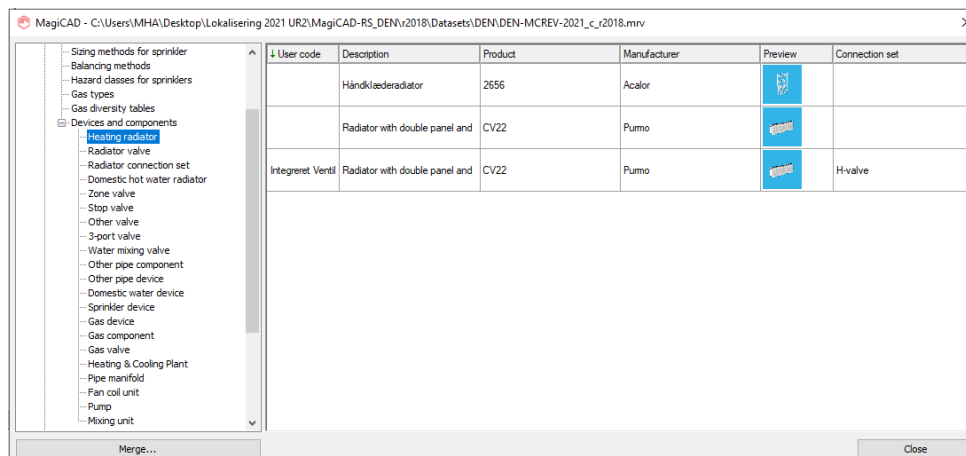 MagiCAD - C:\Users\MHA\Desktop\Lokalisering 2021 UR2\MagiCAD-RS_DEN\r2018\Datasets\DEN\DEN-MCREV-2021_c_r2018.mrv
Sizing methods for sprinkler
Balancing methods
Hazard classes for sprinklers
Gas types
Gas diversity tables
Devices and components
Heating radiator
Radiator valve
Radiator connection set
Domestic hot water radiator
Zone valve
Stop valve
Other valve
3-port valve
Water mixing valve
Other pipe component
Other pipe device
Domestic water device
Sprinkler device
Gas device
Gas component
Gas valve
Heating & Cooling Plant
Pipe manifold
Fan coil unit
Pump
Mixing unit
User code Description Product Manufacturer Preview Connection set
Håndklæderadiator 2656 Acalor
Radiator with double panel and CV22 Purmo
Integreret Ventil Radiator with double panel and CV22 Purmo H-valve
Merge... Close